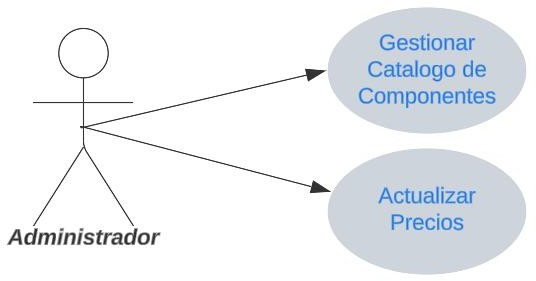 Gestionar
Catalogo de
Componentes
Actualizar
Precios
Administrador